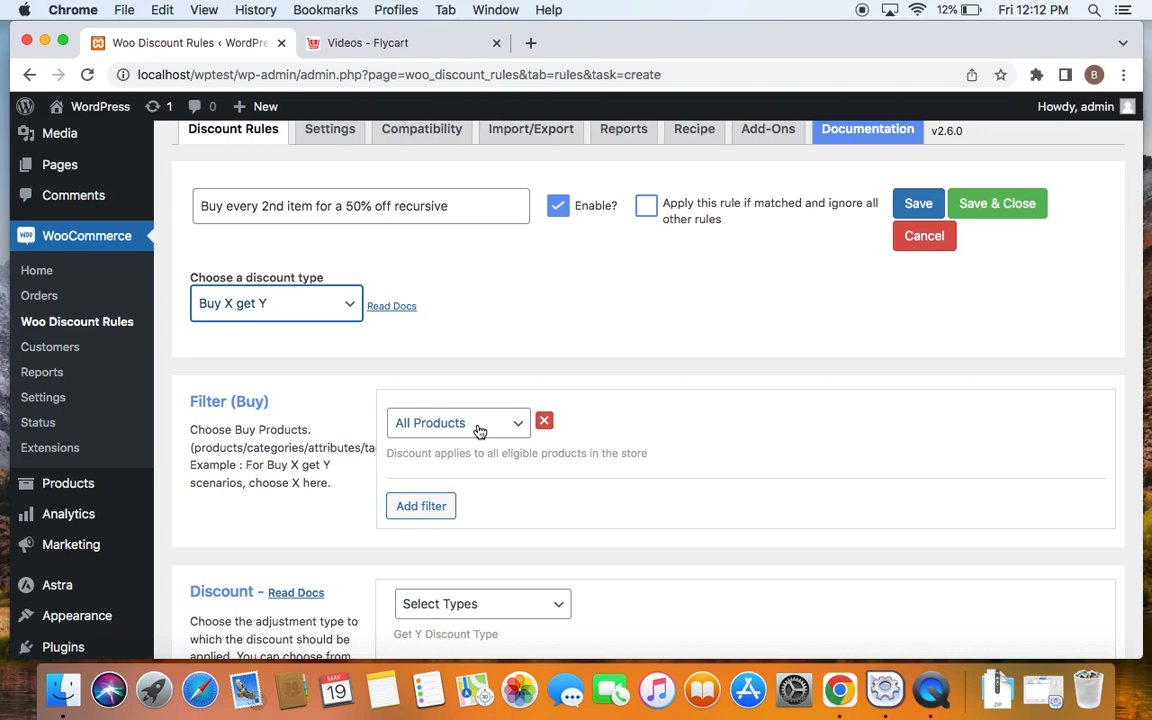 Chrome File Edit View History Bookmarks Profiles Tab Window Help 12% Fri 12:12 PM
Woo Discount Rules ‹ WordPre Videos - Flycart
localhost/wptest/wp-admin/admin.php?page=woo_discount_rules&tab=rules&task=create B
WordPress 1 0 New Howdy, admin
Media
Pages
Comments
WooCommerce
Home
Orders
Woo Discount Rules
Customers
Reports
Settings
Status
Extensions
Products
Analytics
Marketing
Astra
Appearance
Plugins
Discount Rules Settings Compatibility Import/Export Reports Recipe Add-Ons Documentation v2.6.0
Buy every 2nd item for a 50% off recursive Enable? Apply this rule if matched and ignore all
other rules
Save Save & Close
Cancel
Choose a discount type
Buy X get Y Read Docs
Filter (Buy)
Choose Buy Products.
(products/categories/attributes/ta
Example : For Buy X get Y
scenarios, choose X here.
All Products
Discount applies to all eligible products in the store
Add filter
Discount - Read Docs
Choose the adjustment type to
which the discount should be
applied. You can choose from
Select Types
Get Y Discount Type
MAY
19
ZIP